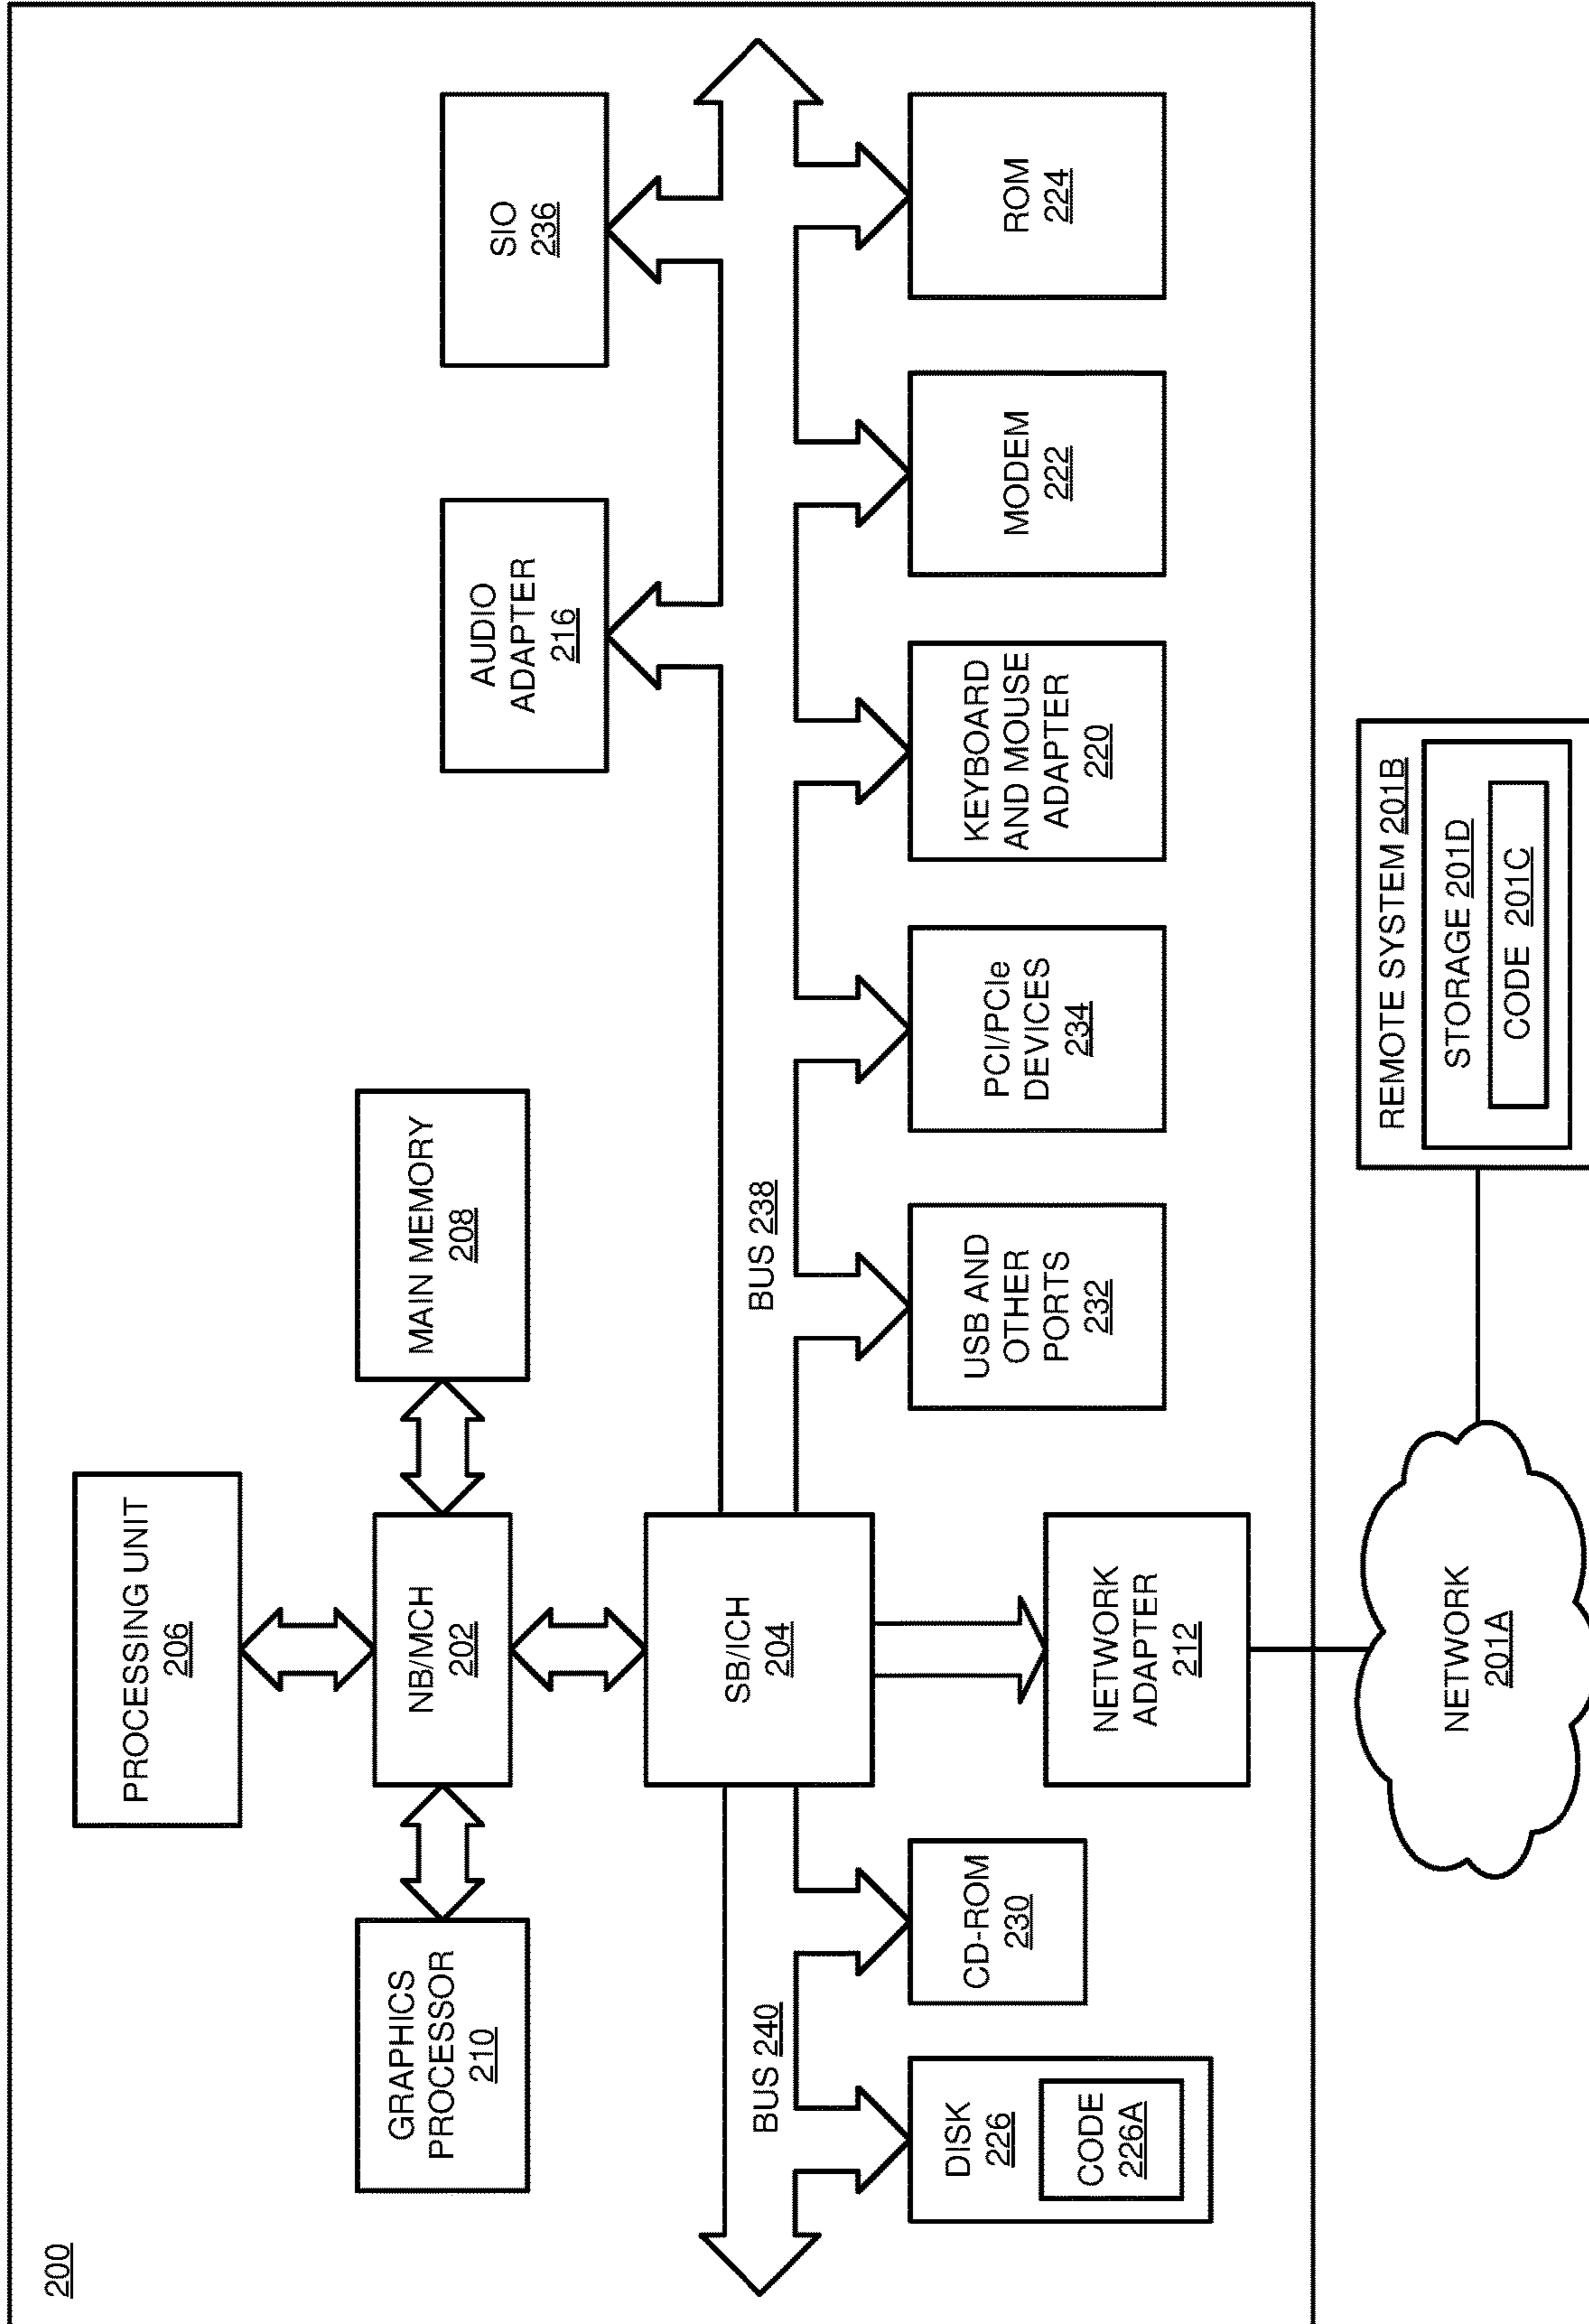 200
PROCESSING UNIT
206
GRAPHICS
PROCESSOR
210
NB/MCH
202
MAIN MEMORY
208
AUDIO
ADAPTER
216
SIO
236
SB/ICH
204
BUS 240
BUS 238
DISK
226
CODE
226A
CD-ROM
230
NETWORK
ADAPTER
212
USB AND
OTHER
PORTS
232
PCI/PCIe
DEVICES
234
KEYBOARD
AND MOUSE
ADAPTER
220
MODEM
222
ROM
224
NETWORK
201A
REMOTE SYSTEM 201B
STORAGE 201D
CODE 201C